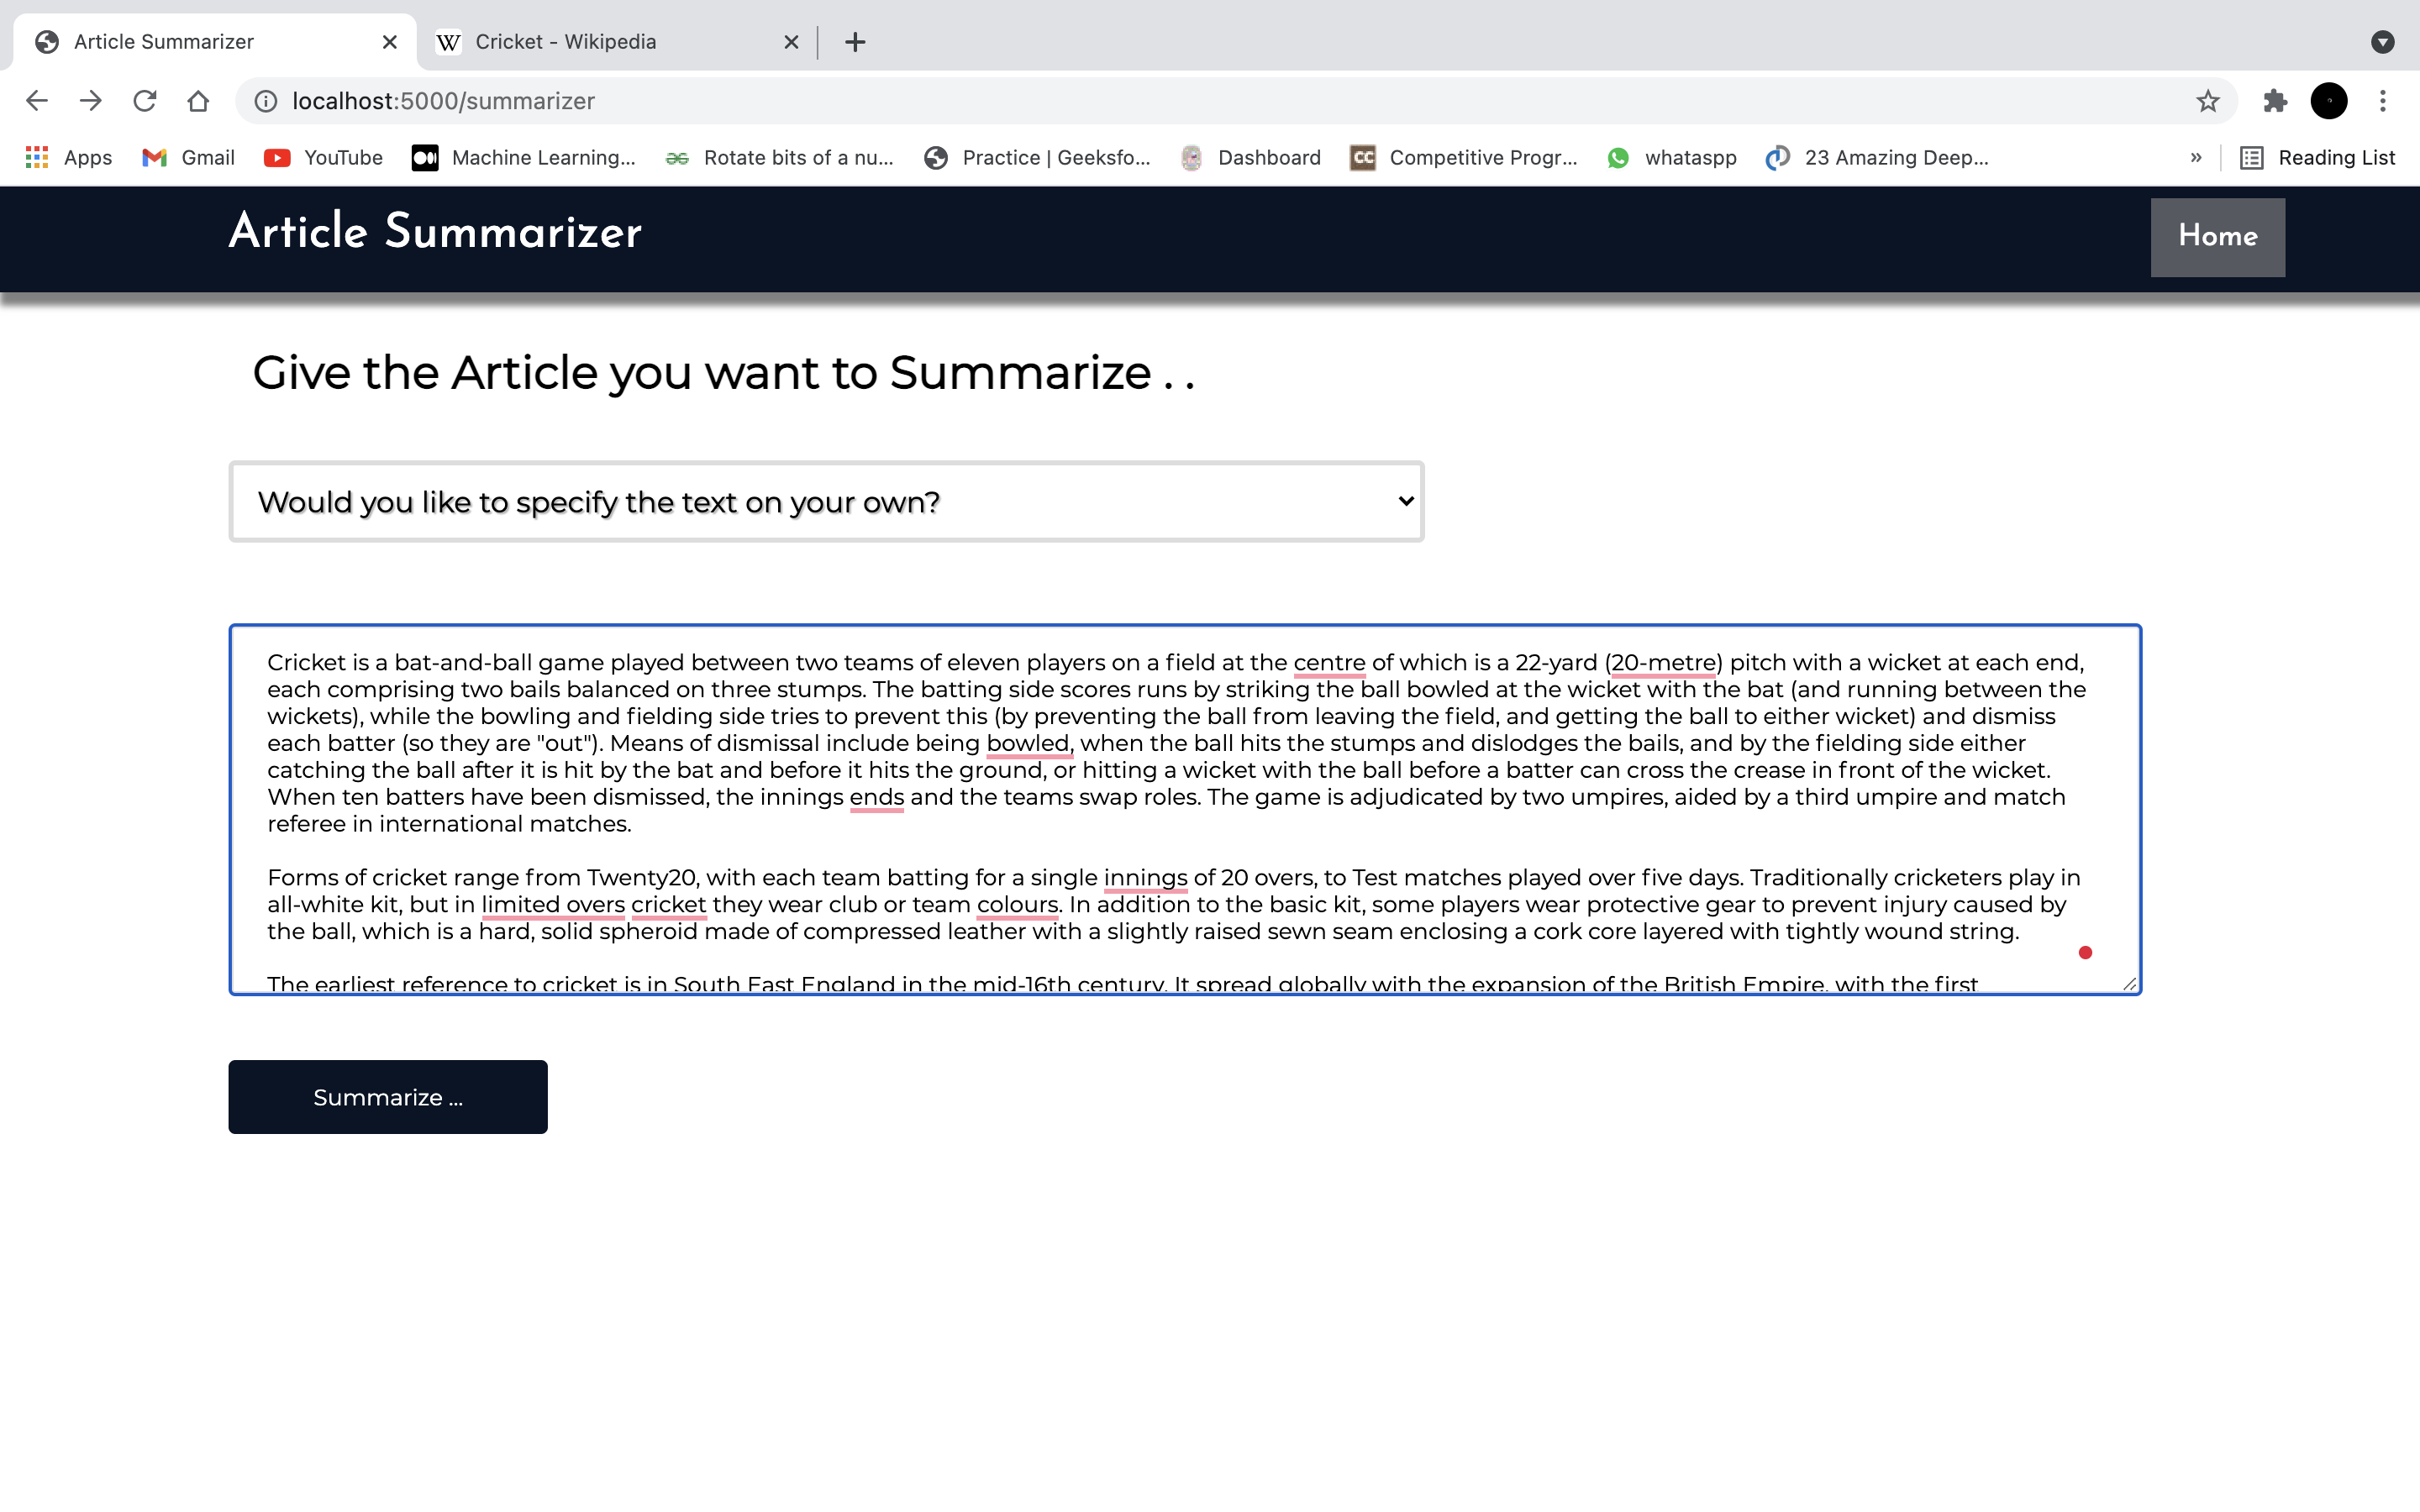 Article Summarizer
Cricket - Wikipedia
localhost:5000/summarizer
Apps
Gmail
YouTube
Machine Learning...
Rotate bits of a nu...
Practice | Geeksfo...
Dashboard
CC
Competitive Progr...
whataspp
23 Amazing Deep...
»
Reading List
Article Summarizer
Home
Give the Article you want to Summarize . .
Would you like to specify the text on your own?
Cricket is a bat-and-ball game played between two teams of eleven players on a field at the centre of which is a 22-yard (20-metre) pitch with a wicket at each end,
each comprising two bails balanced on three stumps. The batting side scores runs by striking the ball bowled at the wicket with the bat (and running between the
wickets), while the bowling and fielding side tries to prevent this (by preventing the ball from leaving the field, and getting the ball to either wicket) and dismiss
each batter (so they are "out"). Means of dismissal include being bowled, when the ball hits the stumps and dislodges the bails, and by the fielding side either
catching the ball after it is hit by the bat and before it hits the ground, or hitting a wicket with the ball before a batter can cross the crease in front of the wicket.
When ten batters have been dismissed, the innings ends and the teams swap roles. The game is adjudicated by two umpires, aided by a third umpire and match
referee in international matches.
Forms of cricket range from Twenty20, with each team batting for a single innings of 20 overs, to Test matches played over five days. Traditionally cricketers play in
all-white kit, but in limited overs cricket they wear club or team colours. In addition to the basic kit, some players wear protective gear to prevent injury caused by
the ball, which is a hard, solid spheroid made of compressed leather with a slightly raised sewn seam enclosing a cork core layered with tightly wound string.
The earliest reference to cricket is in South East England in the mid-16th century. It spread globally with the expansion of the British Empire, with the first
Summarize ...